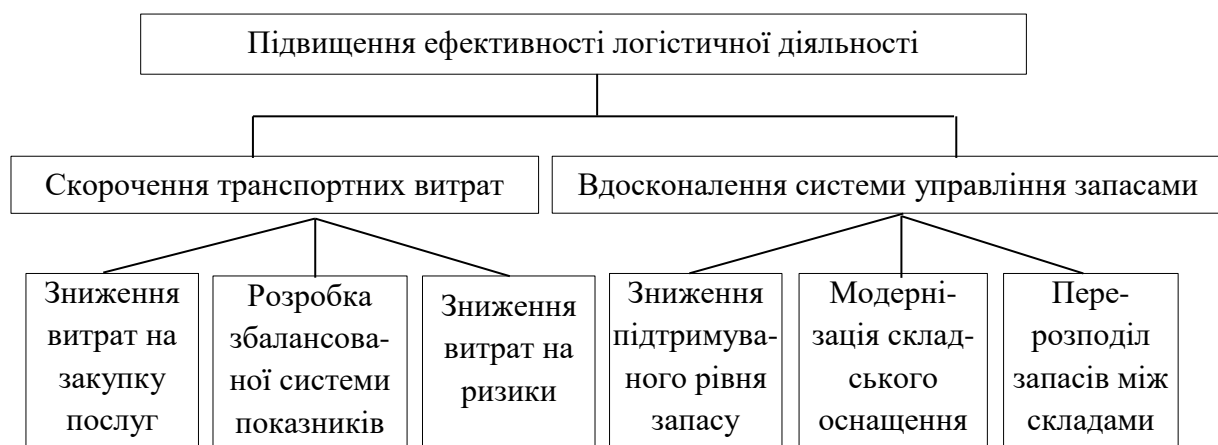 Підвищення ефективності логістичної діяльності
Скорочення транспортних витрат
Вдосконалення системи управління запасами
Зниження
витрат на
закупку
послуг
Розробка
збалансова-
ної системи
показників
Зниження
витрат на
ризики
Зниження
підтримува-
ного рівня
запасу
Модерні-
зація склад-
ського
оснащення
Пере-
розподіл
запасів між
складами